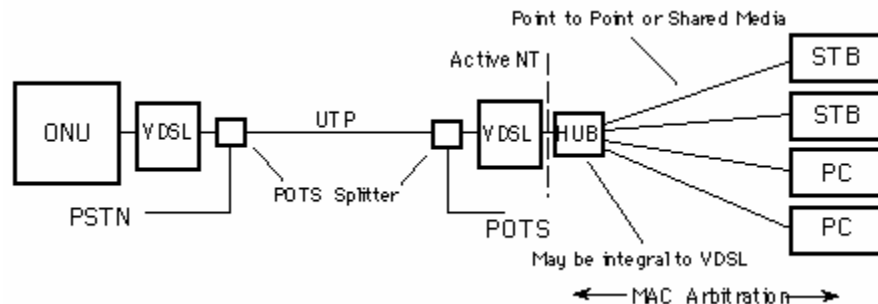 Point to Point or Shared Media
Active NT
STB
STB
ONU
VDSL
UTP
VDSL
HUB
PC
PC
POTS Splitter
PSTN
POTS
May be integral to VDSL
MAC Arbitration